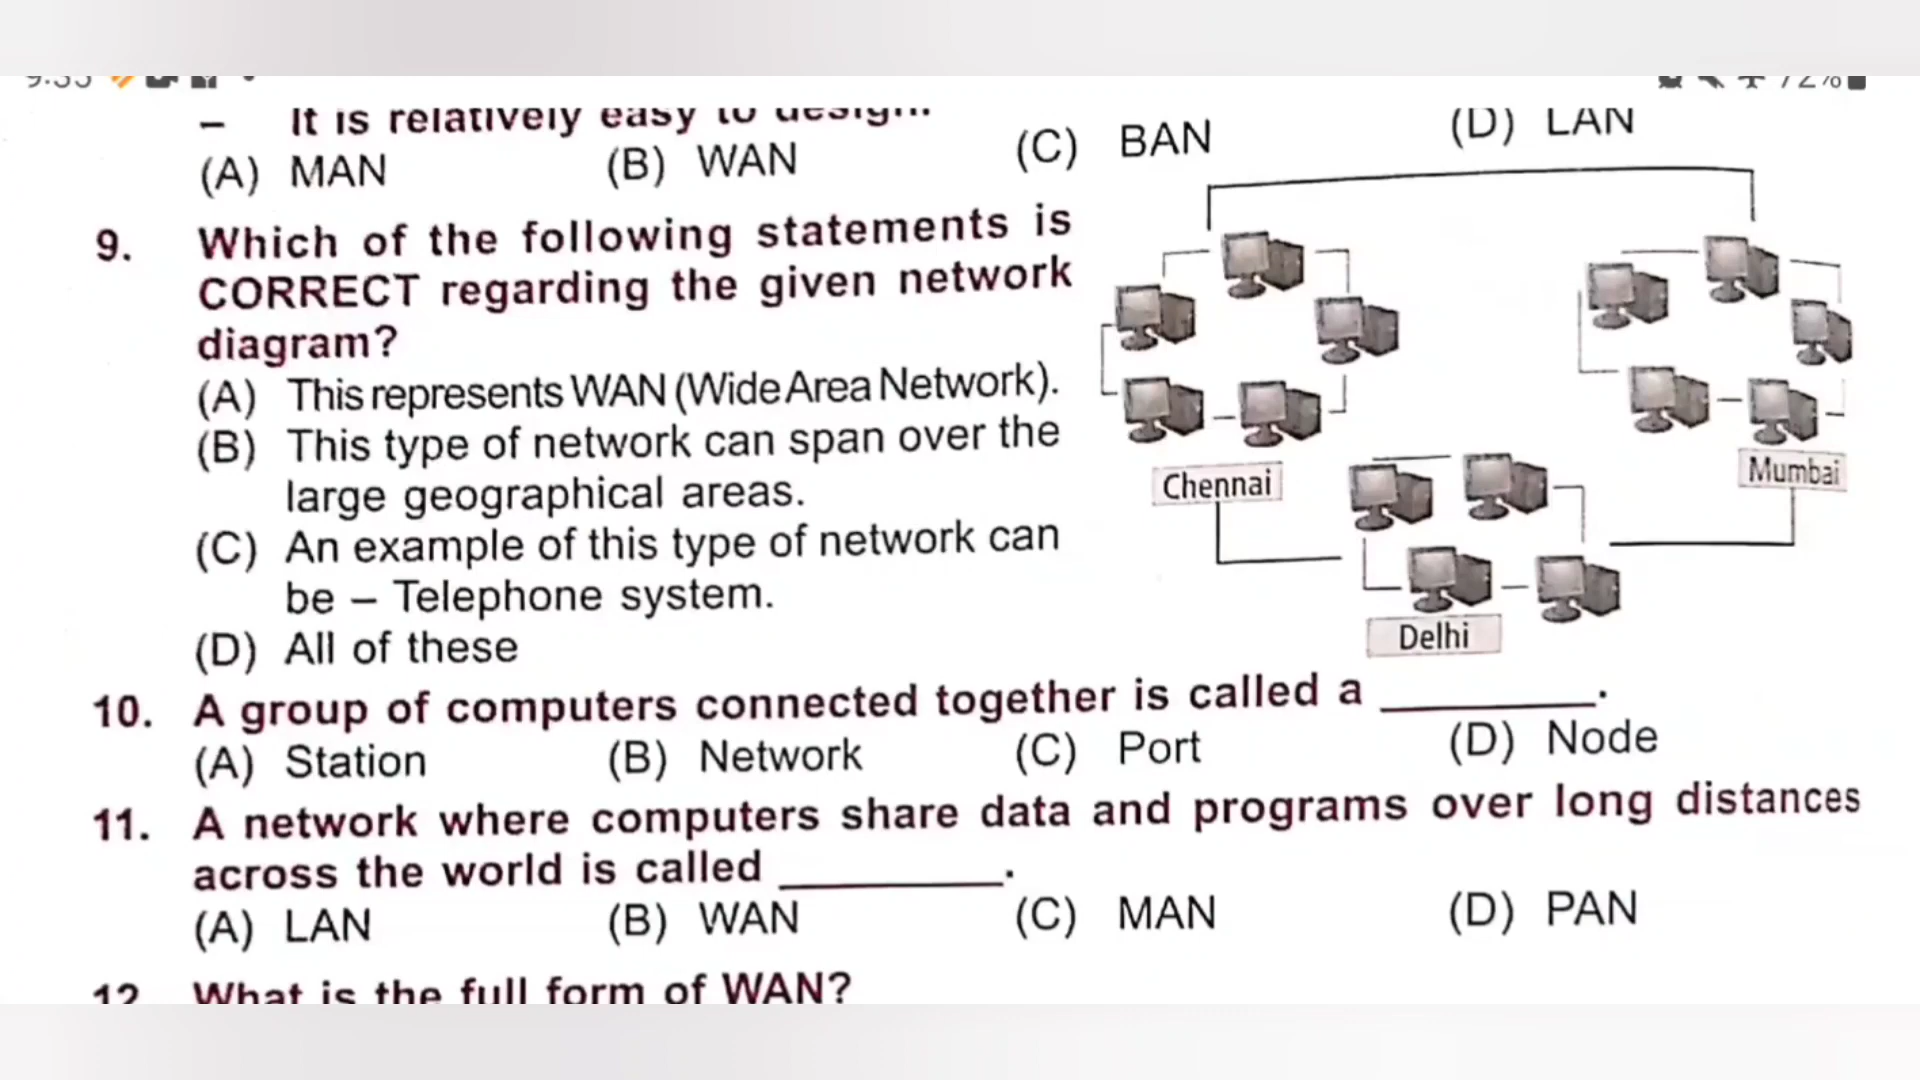 – It is relatively easy to design...
(A) MAN (B) WAN (C) BAN (D) LAN
9. Which of the following statements is
CORRECT regarding the given network
diagram?
(A) This represents WAN (Wide Area Network).
(B) This type of network can span over the
large geographical areas.
(C) An example of this type of network can
be – Telephone system.
(D) All of these
Chennai
Mumbai
Delhi
10. A group of computers connected together is called a ________.
(A) Station (B) Network (C) Port (D) Node
11. A network where computers share data and programs over long distances
across the world is called ________.
(A) LAN (B) WAN (C) MAN (D) PAN
12 What is the full form of WAN?